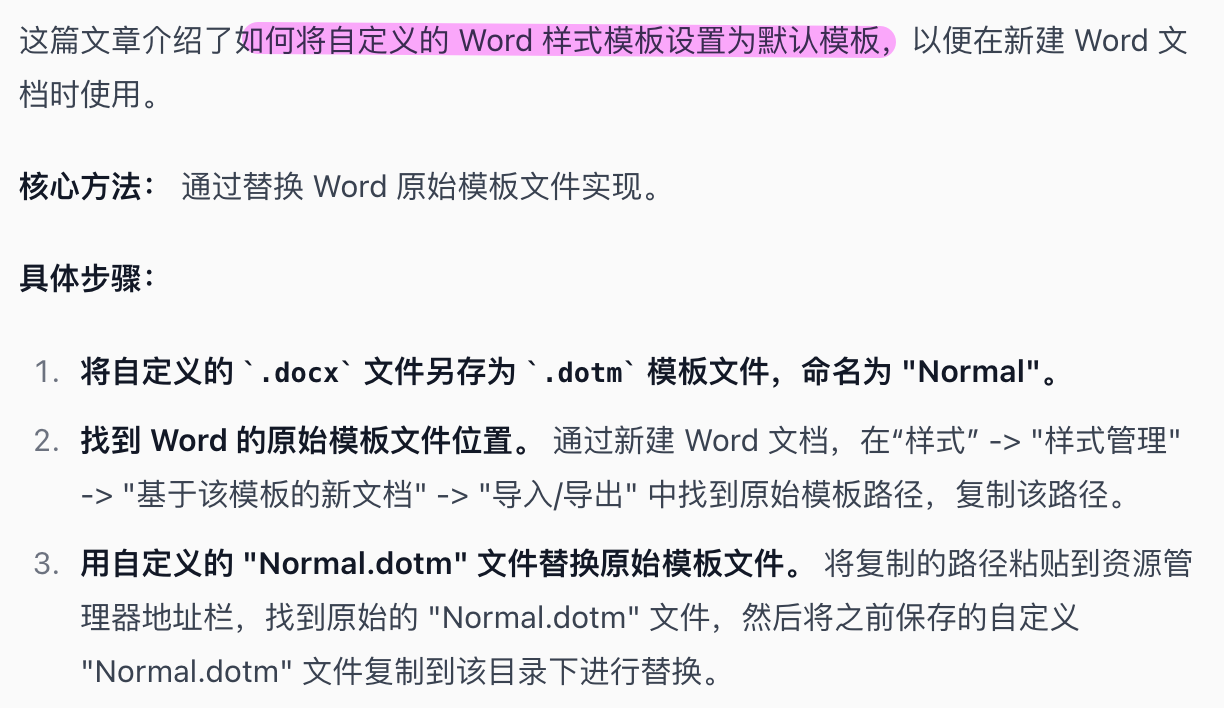 这篇文章介绍了如何将自定义的 Word 样式模板设置为默认模板，以便在新建 Word 文
档时使用。
核心方法： 通过替换 Word 原始模板文件实现。
具体步骤：
1. 将自定义的 `.docx` 文件另存为 `.dotm` 模板文件，命名为 "Normal"。
2. 找到 Word 的原始模板文件位置。 通过新建 Word 文档，在“样式” -> "样式管理"
-> "基于该模板的新文档" -> "导入/导出" 中找到原始模板路径，复制该路径。
3. 用自定义的 "Normal.dotm" 文件替换原始模板文件。 将复制的路径粘贴到资源管
理器地址栏，找到原始的 "Normal.dotm" 文件，然后将之前保存的自定义
"Normal.dotm" 文件复制到该目录下进行替换。